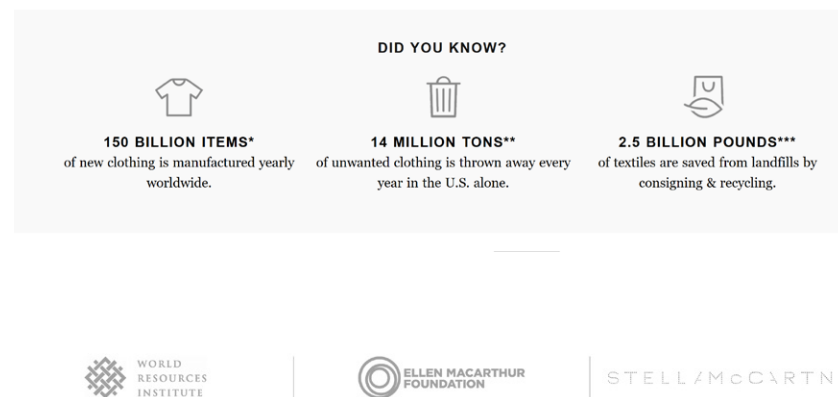 DID YOU KNOW?
150 BILLION ITEMS*
of new clothing is manufactured yearly
worldwide.
14 MILLION TONS**
of unwanted clothing is thrown away every
year in the U.S. alone.
2.5 BILLION POUNDS***
of textiles are saved from landfills by
consigning & recycling.
WORLD
RESOURCES
INSTITUTE
ELLEN MACARTHUR
FOUNDATION
STELLAMcCARTN